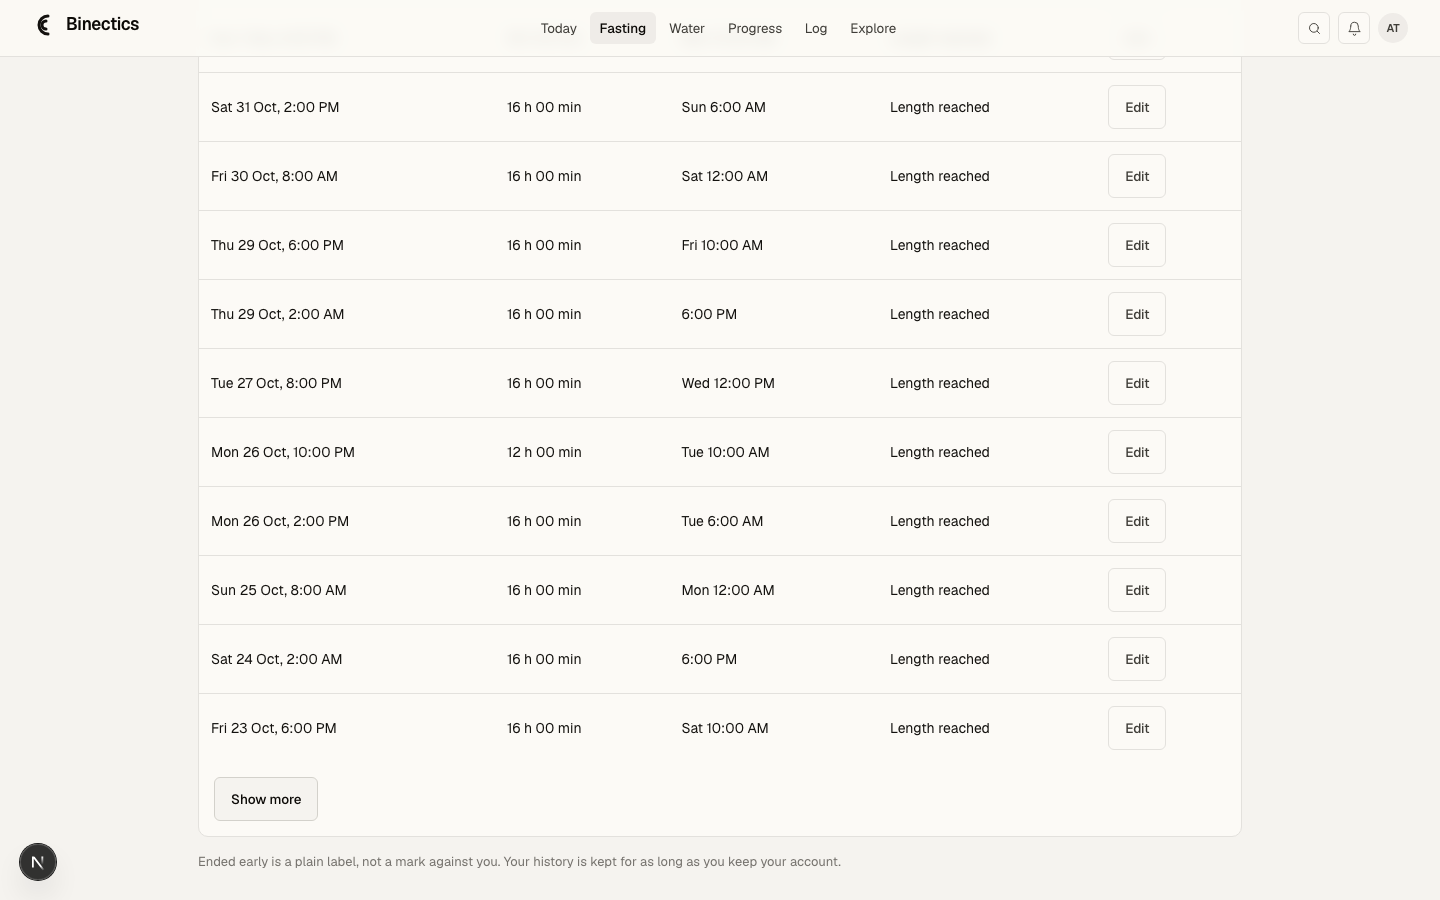 Binectics
Today Fasting Water Progress Log Explore
AT
Sat 31 Oct, 2:00 PM 16 h 00 min Sun 6:00 AM Length reached Edit
Fri 30 Oct, 8:00 AM 16 h 00 min Sat 12:00 AM Length reached Edit
Thu 29 Oct, 6:00 PM 16 h 00 min Fri 10:00 AM Length reached Edit
Thu 29 Oct, 2:00 AM 16 h 00 min 6:00 PM Length reached Edit
Tue 27 Oct, 8:00 PM 16 h 00 min Wed 12:00 PM Length reached Edit
Mon 26 Oct, 10:00 PM 12 h 00 min Tue 10:00 AM Length reached Edit
Mon 26 Oct, 2:00 PM 16 h 00 min Tue 6:00 AM Length reached Edit
Sun 25 Oct, 8:00 AM 16 h 00 min Mon 12:00 AM Length reached Edit
Sat 24 Oct, 2:00 AM 16 h 00 min 6:00 PM Length reached Edit
Fri 23 Oct, 6:00 PM 16 h 00 min Sat 10:00 AM Length reached Edit
Show more
N
Ended early is a plain label, not a mark against you. Your history is kept for as long as you keep your account.